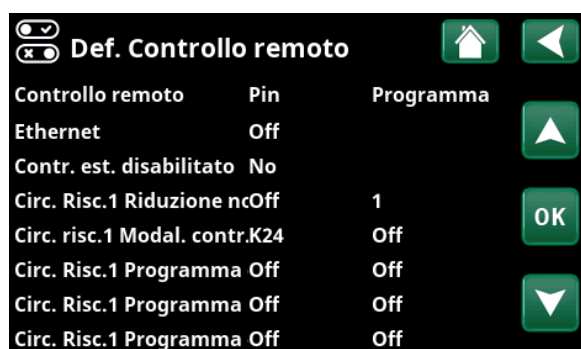 Def. Controllo remoto
Controllo remoto Pin Programma
Ethernet Off
Contr. est. disabilitato No
Circ. Risc.1 Riduzione no Off 1
Circ. risc.1 Modal. contr. K24 Off
OK
Circ. Risc.1 Programma Off Off
Circ. Risc.1 Programma Off Off
Circ. Risc.1 Programma Off Off